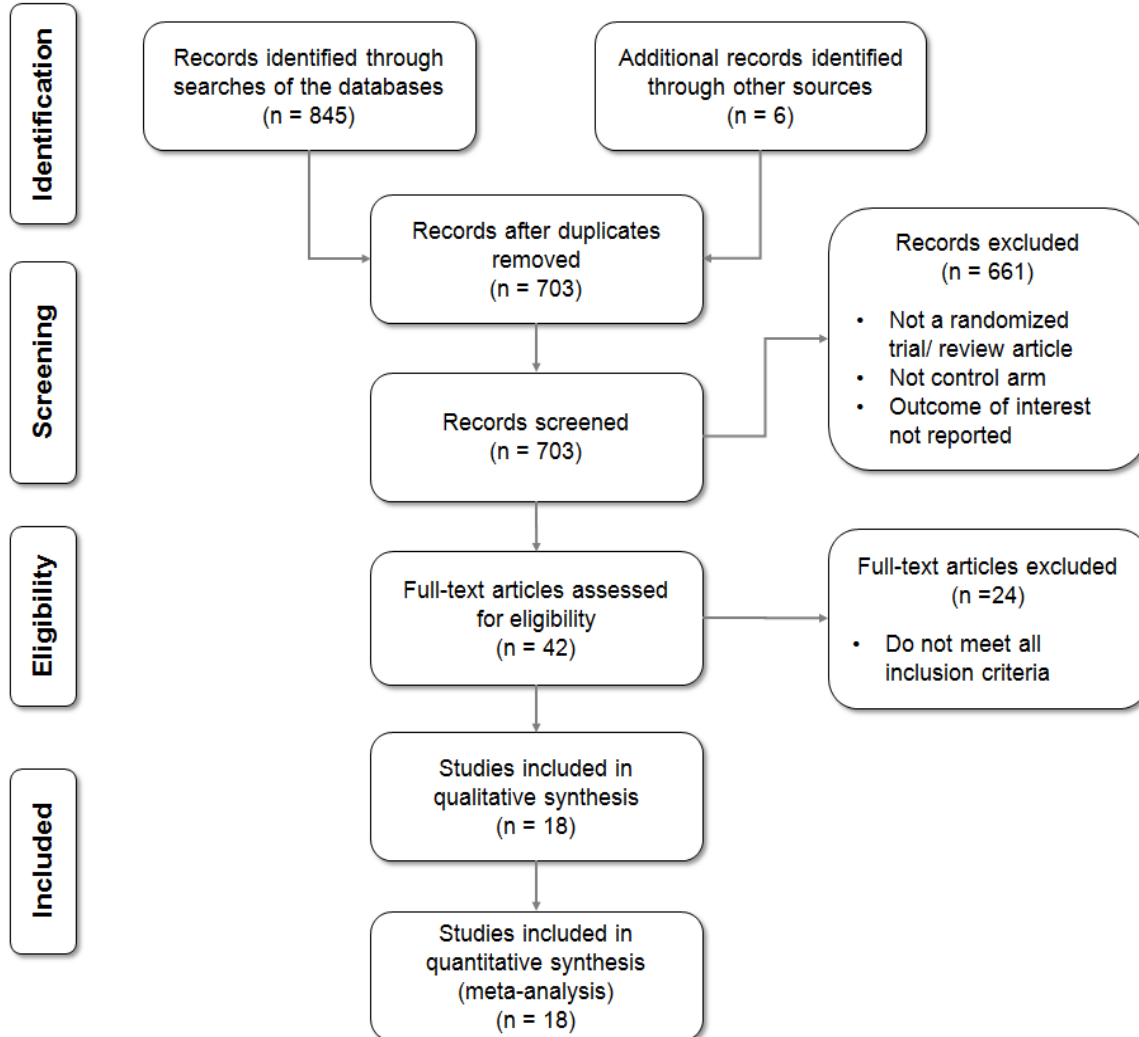 Identification
Records identified through
searches of the databases
(n = 845)
Additional records identified
through other sources
(n = 6)
Records after duplicates
removed
(n = 703)
Screening
Records screened
(n = 703)
Records excluded
(n = 661)
• Not a randomized
trial/ review article
• Not control arm
• Outcome of interest
not reported
Eligibility
Full-text articles assessed
for eligibility
(n = 42)
Full-text articles excluded
(n =24)
• Do not meet all
inclusion criteria
Included
Studies included in
qualitative synthesis
(n = 18)
Studies included in
quantitative synthesis
(meta-analysis)
(n = 18)